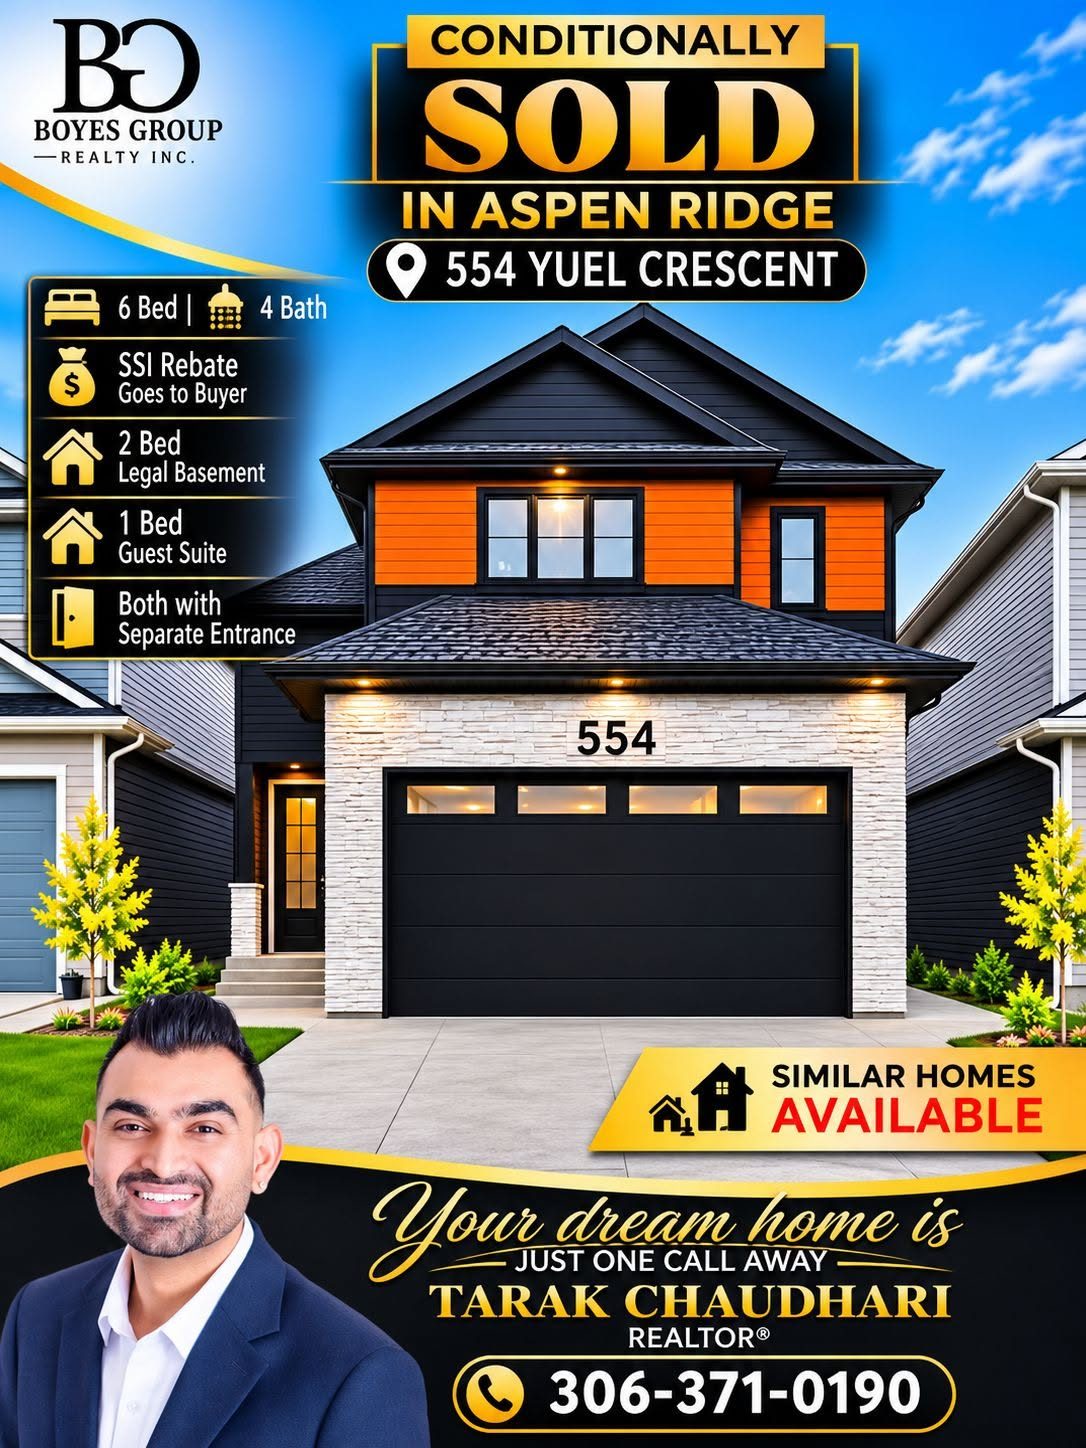 BG
BOYES GROUP
REALTY INC.
CONDITIONALLY
SOLD
IN ASPEN RIDGE
554 YUEL CRESCENT
6 Bed | 4 Bath
SSI Rebate
Goes to Buyer
2 Bed
Legal Basement
1 Bed
Guest Suite
Both with
Separate Entrance
$
554
SIMILAR HOMES
AVAILABLE
Your dream home is
JUST ONE CALL AWAY
TARAK CHAUDHARI
REALTOR®
306-371-0190